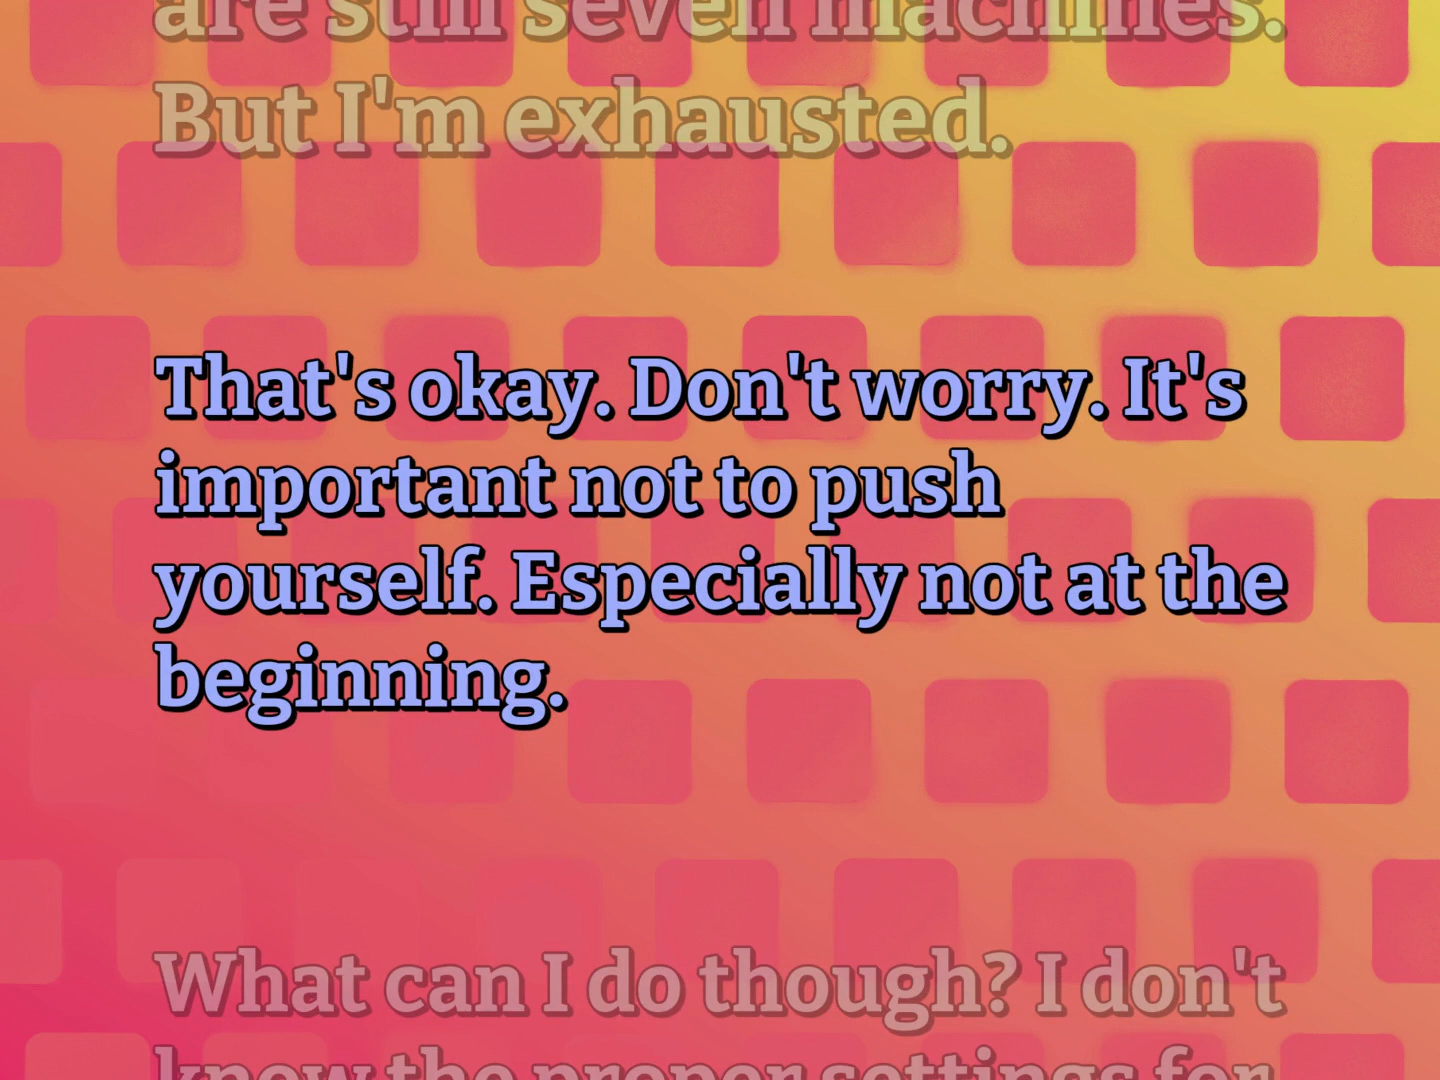 are still seven machines.
But I'm exhausted.
That's okay. Don't worry. It's
important not to push
yourself. Especially not at the
beginning.
What can I do though? I don't
know the proper settings for